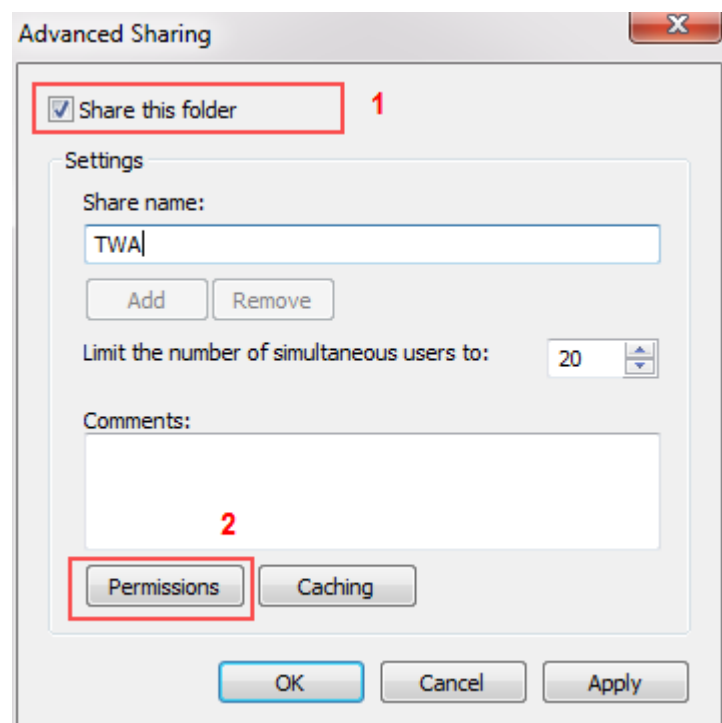 Advanced Sharing
Share this folder 1
Settings
Share name:
TWA
Add Remove
Limit the number of simultaneous users to: 20
Comments:
2
Permissions Caching
OK Cancel Apply